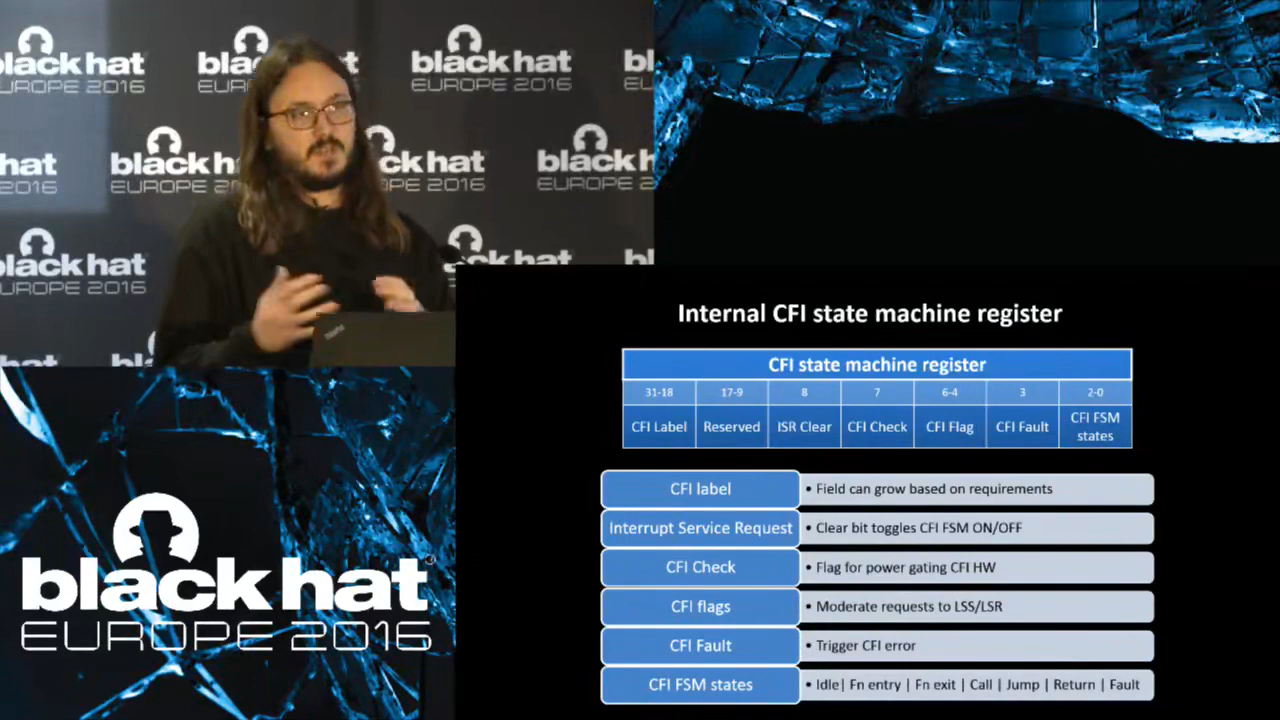 black hat
EUROPE 2016
black hat
EUROPE 2016
black hat
EUROPE 2016
black hat
EUROPE 2016
black hat
EUROPE 2016
black hat
EUROPE 2016
black hat
EUROPE 2016
Internal CFI state machine register
CFI state machine register
31-18 17-9 8 7 6-4 3 2-0
CFI Label Reserved ISR Clear CFI Check CFI Flag CFI Fault CFI FSM states
CFI label • Field can grow based on requirements
Interrupt Service Request • Clear bit toggles CFI FSM ON/OFF
CFI Check • Flag for power gating CFI HW
CFI flags • Moderate requests to LSS/LSR
CFI Fault • Trigger CFI error
CFI FSM states • Idle| Fn entry | Fn exit | Call | Jump | Return | Fault
black hat
EUROPE 2016